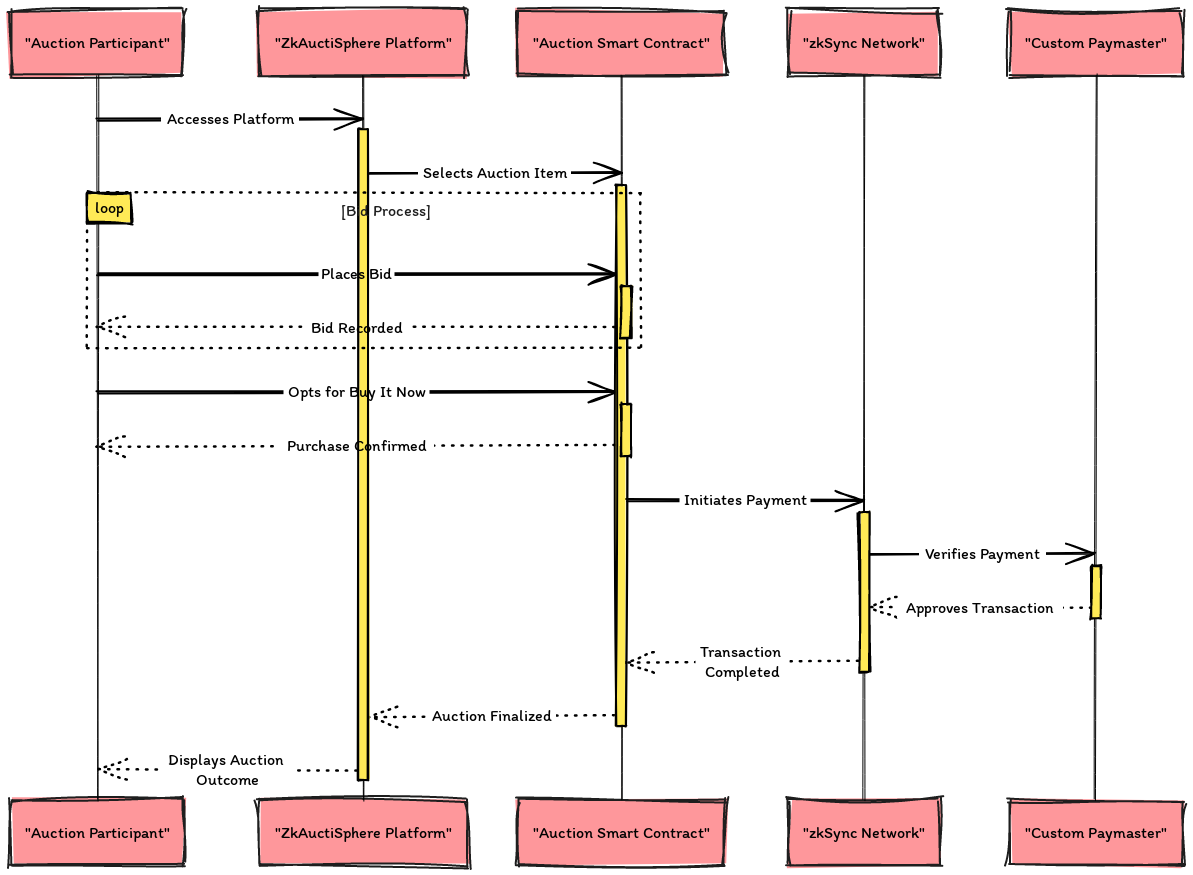 "Auction Participant"
"ZkAuctiSphere Platform"
"Auction Smart Contract"
"zkSync Network"
"Custom Paymaster"
Accesses Platform
Selects Auction Item
loop
[Bid Process]
Places Bid
Bid Recorded
Opts for Buy It Now
Purchase Confirmed
Initiates Payment
Verifies Payment
Approves Transaction
Transaction
Completed
Auction Finalized
Displays Auction
Outcome
"Auction Participant"
"ZkAuctiSphere Platform"
"Auction Smart Contract"
"zkSync Network"
"Custom Paymaster"